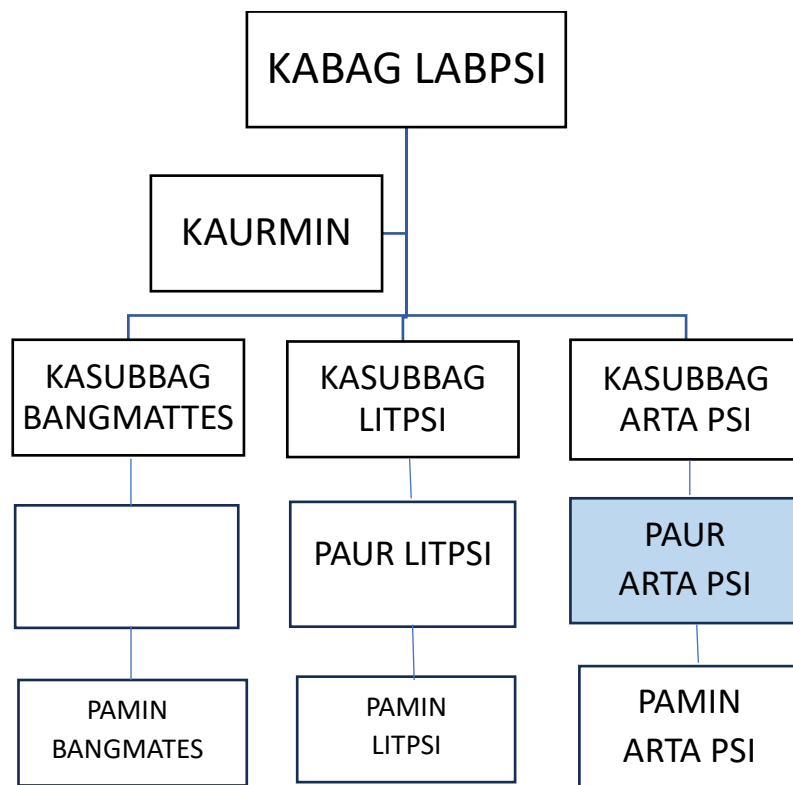 KABAG LABPSI
KAURMIN
KASUBBAG
BANGMATTES
KASUBBAG
LITPSI
KASUBBAG
ARTA PSI
PAUR LITPSI
PAUR
ARTA PSI
PAMIN
BANGMATES
PAMIN
LITPSI
PAMIN
ARTA PSI